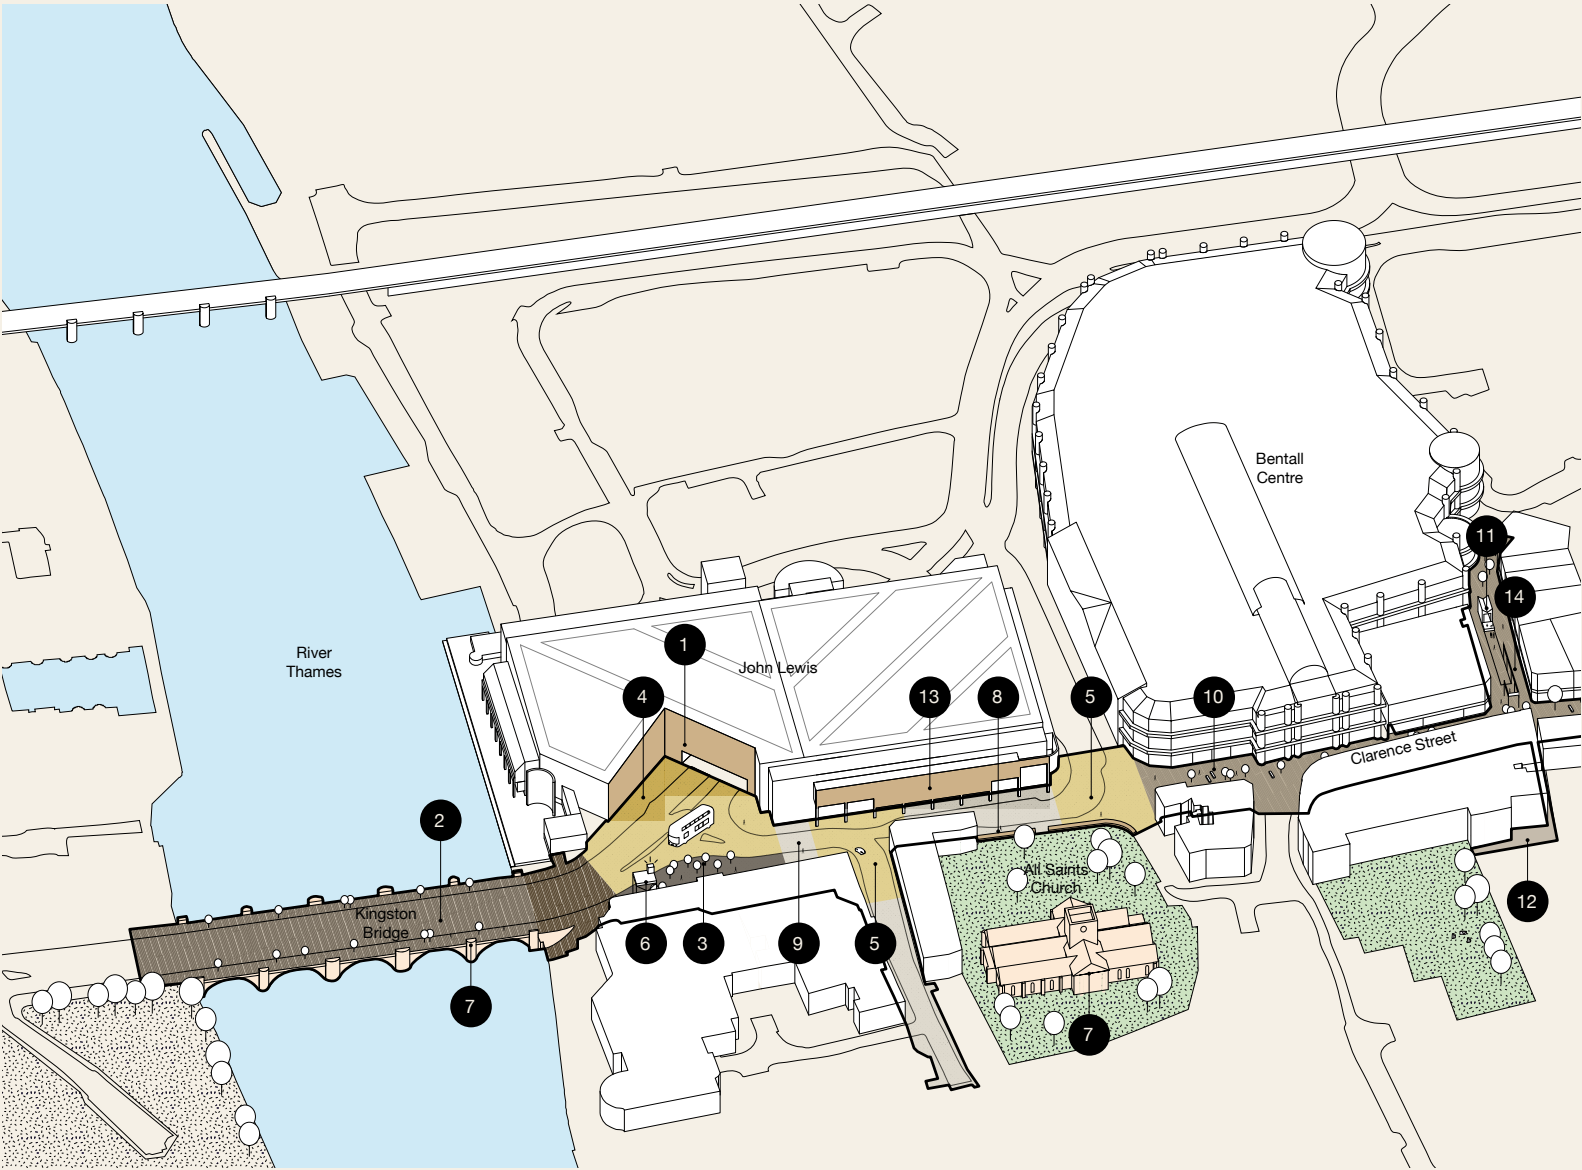 Bentall
Centre
11
14
River
Thames
1
John Lewis
4
13
8
5
10
Clarence Street
2
All Saints
Church
Kingston
Bridge
12
6
3
9
5
7
7